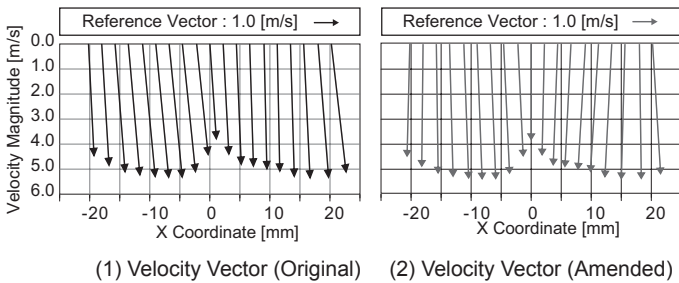 Reference Vector : 1.0 [m/s]
Reference Vector : 1.0 [m/s]
Velocity Magnitude [m/s]
0.0
1.0
2.0
3.0
4.0
5.0
6.0
-20 -10 0 10 20
X Coordinate [mm]
-20 -10 0 10 20
X Coordinate [mm]
(1) Velocity Vector (Original)
(2) Velocity Vector (Amended)